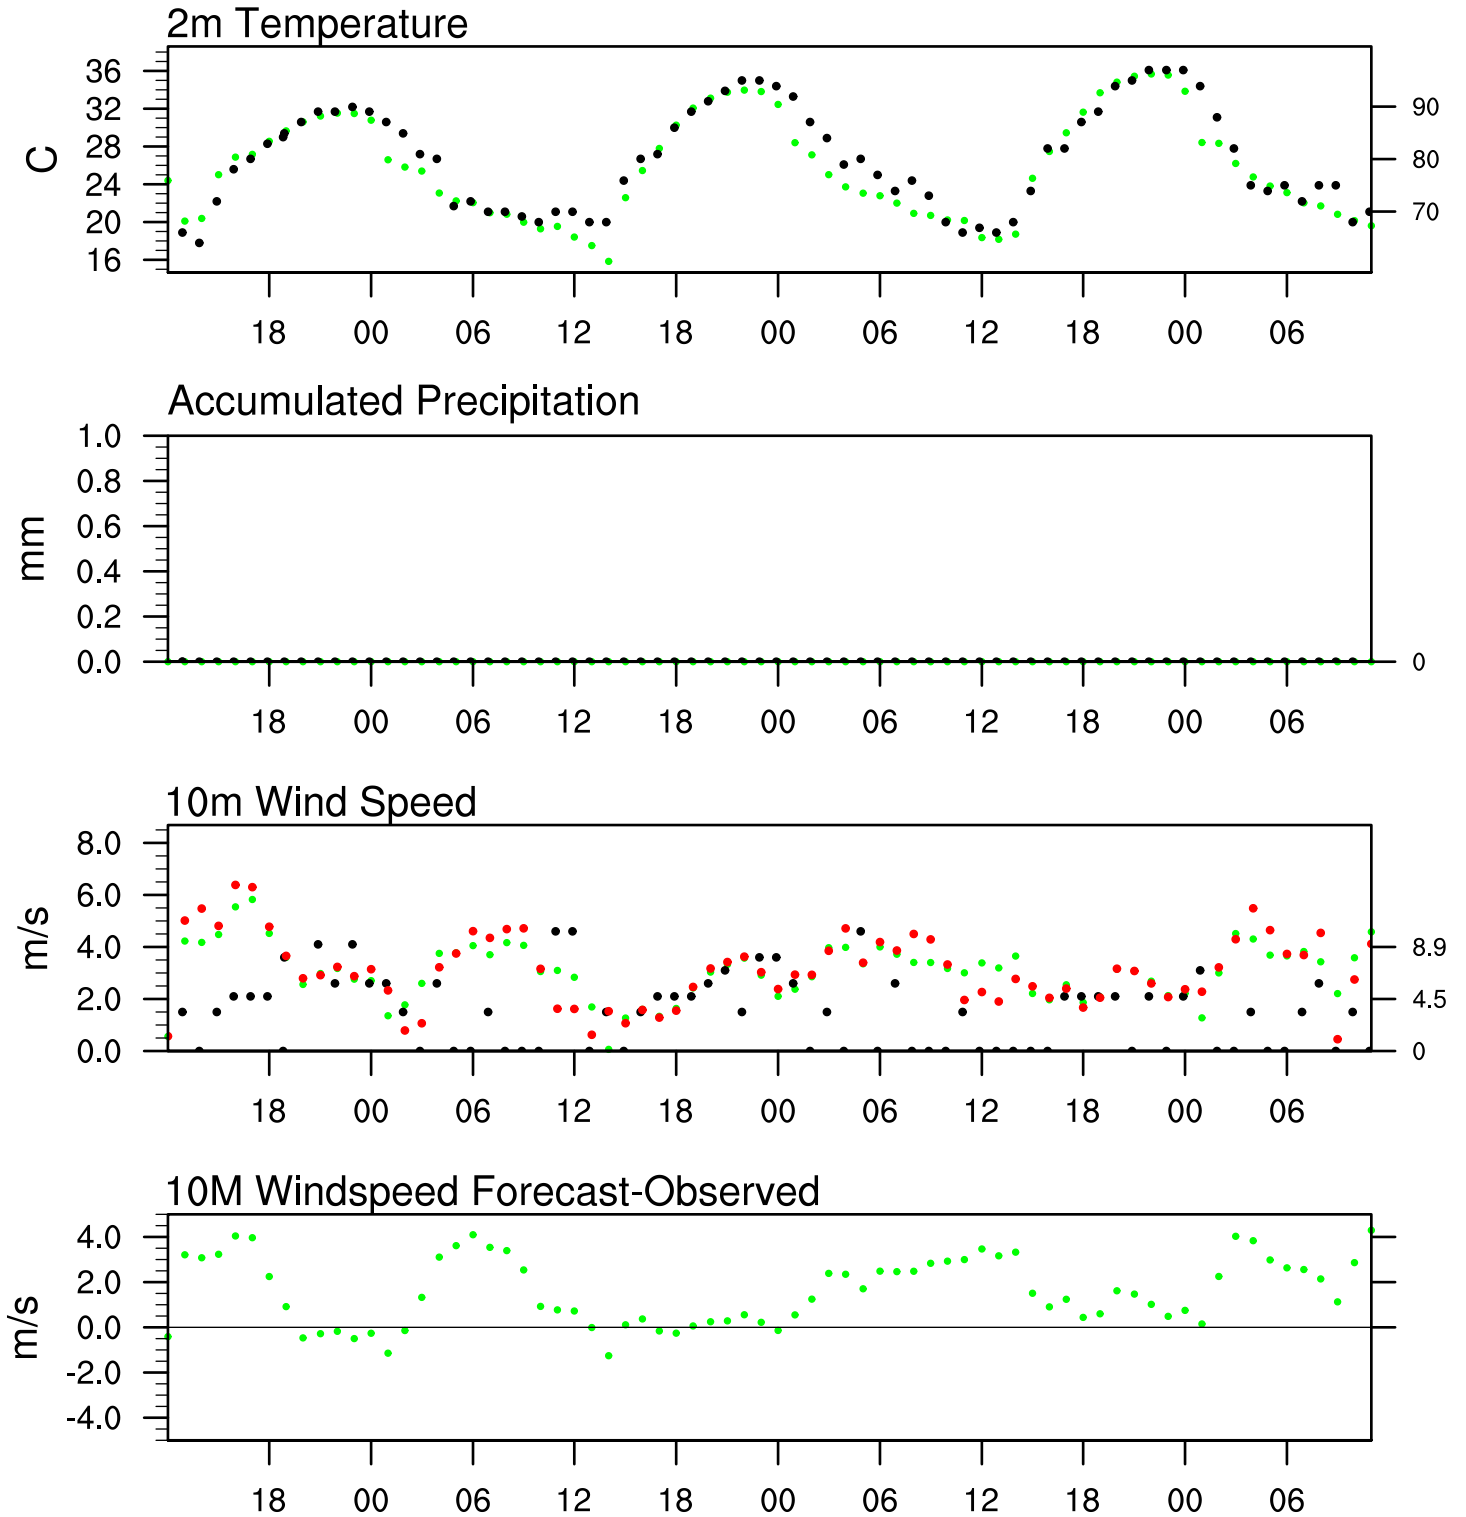 2m Temperature
36
32
28
24
20
16
C
90
80
70
18 00 06 12 18 00 06 12 18 00 06
Accumulated Precipitation
1.0
0.8
0.6
0.4
0.2
0.0
mm
0
18 00 06 12 18 00 06 12 18 00 06
10m Wind Speed
8.0
6.0
4.0
2.0
0.0
m/s
8.9
4.5
0
18 00 06 12 18 00 06 12 18 00 06
10M Windspeed Forecast-Observed
4.0
2.0
0.0
-2.0
-4.0
m/s
18 00 06 12 18 00 06 12 18 00 06